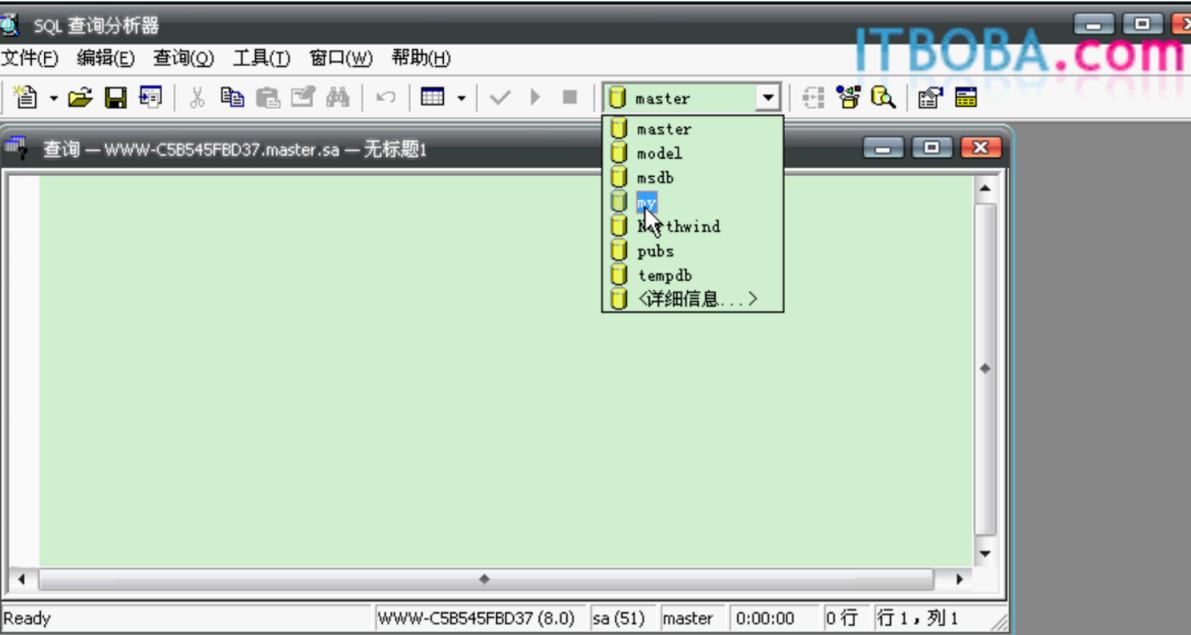 SQL 查询分析器
ITBOBA.com
文件(F) 编辑(E) 查询(Q) 工具(T) 窗口(W) 帮助(H)
master
查询 — WWW-C5B545FBD37.master.sa — 无标题1
master
model
msdb
my
Northwind
pubs
tempdb
<详细信息...>
Ready WWW-C5B545FBD37 (8.0) sa (51) master 0:00:00 0 行 行 1，列 1